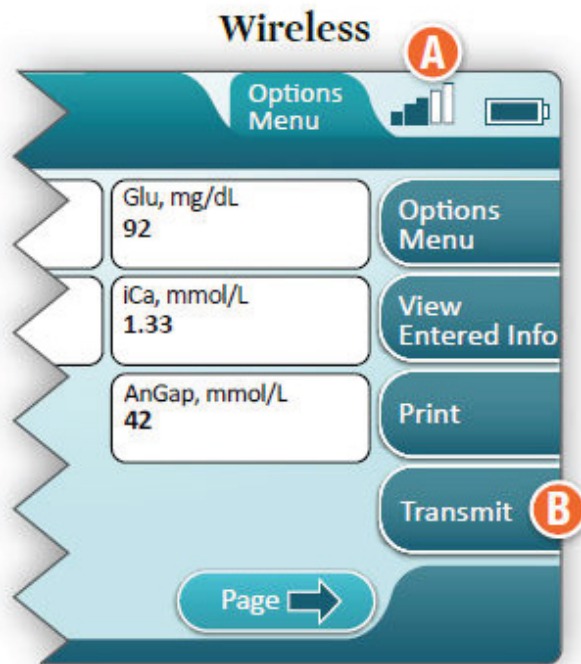 Wireless
A
Options
Menu
Glu, mg/dL
92
Options
Menu
iCa, mmol/L
1.33
View
Entered Info
AnGap, mmol/L
42
Print
Transmit
B
Page